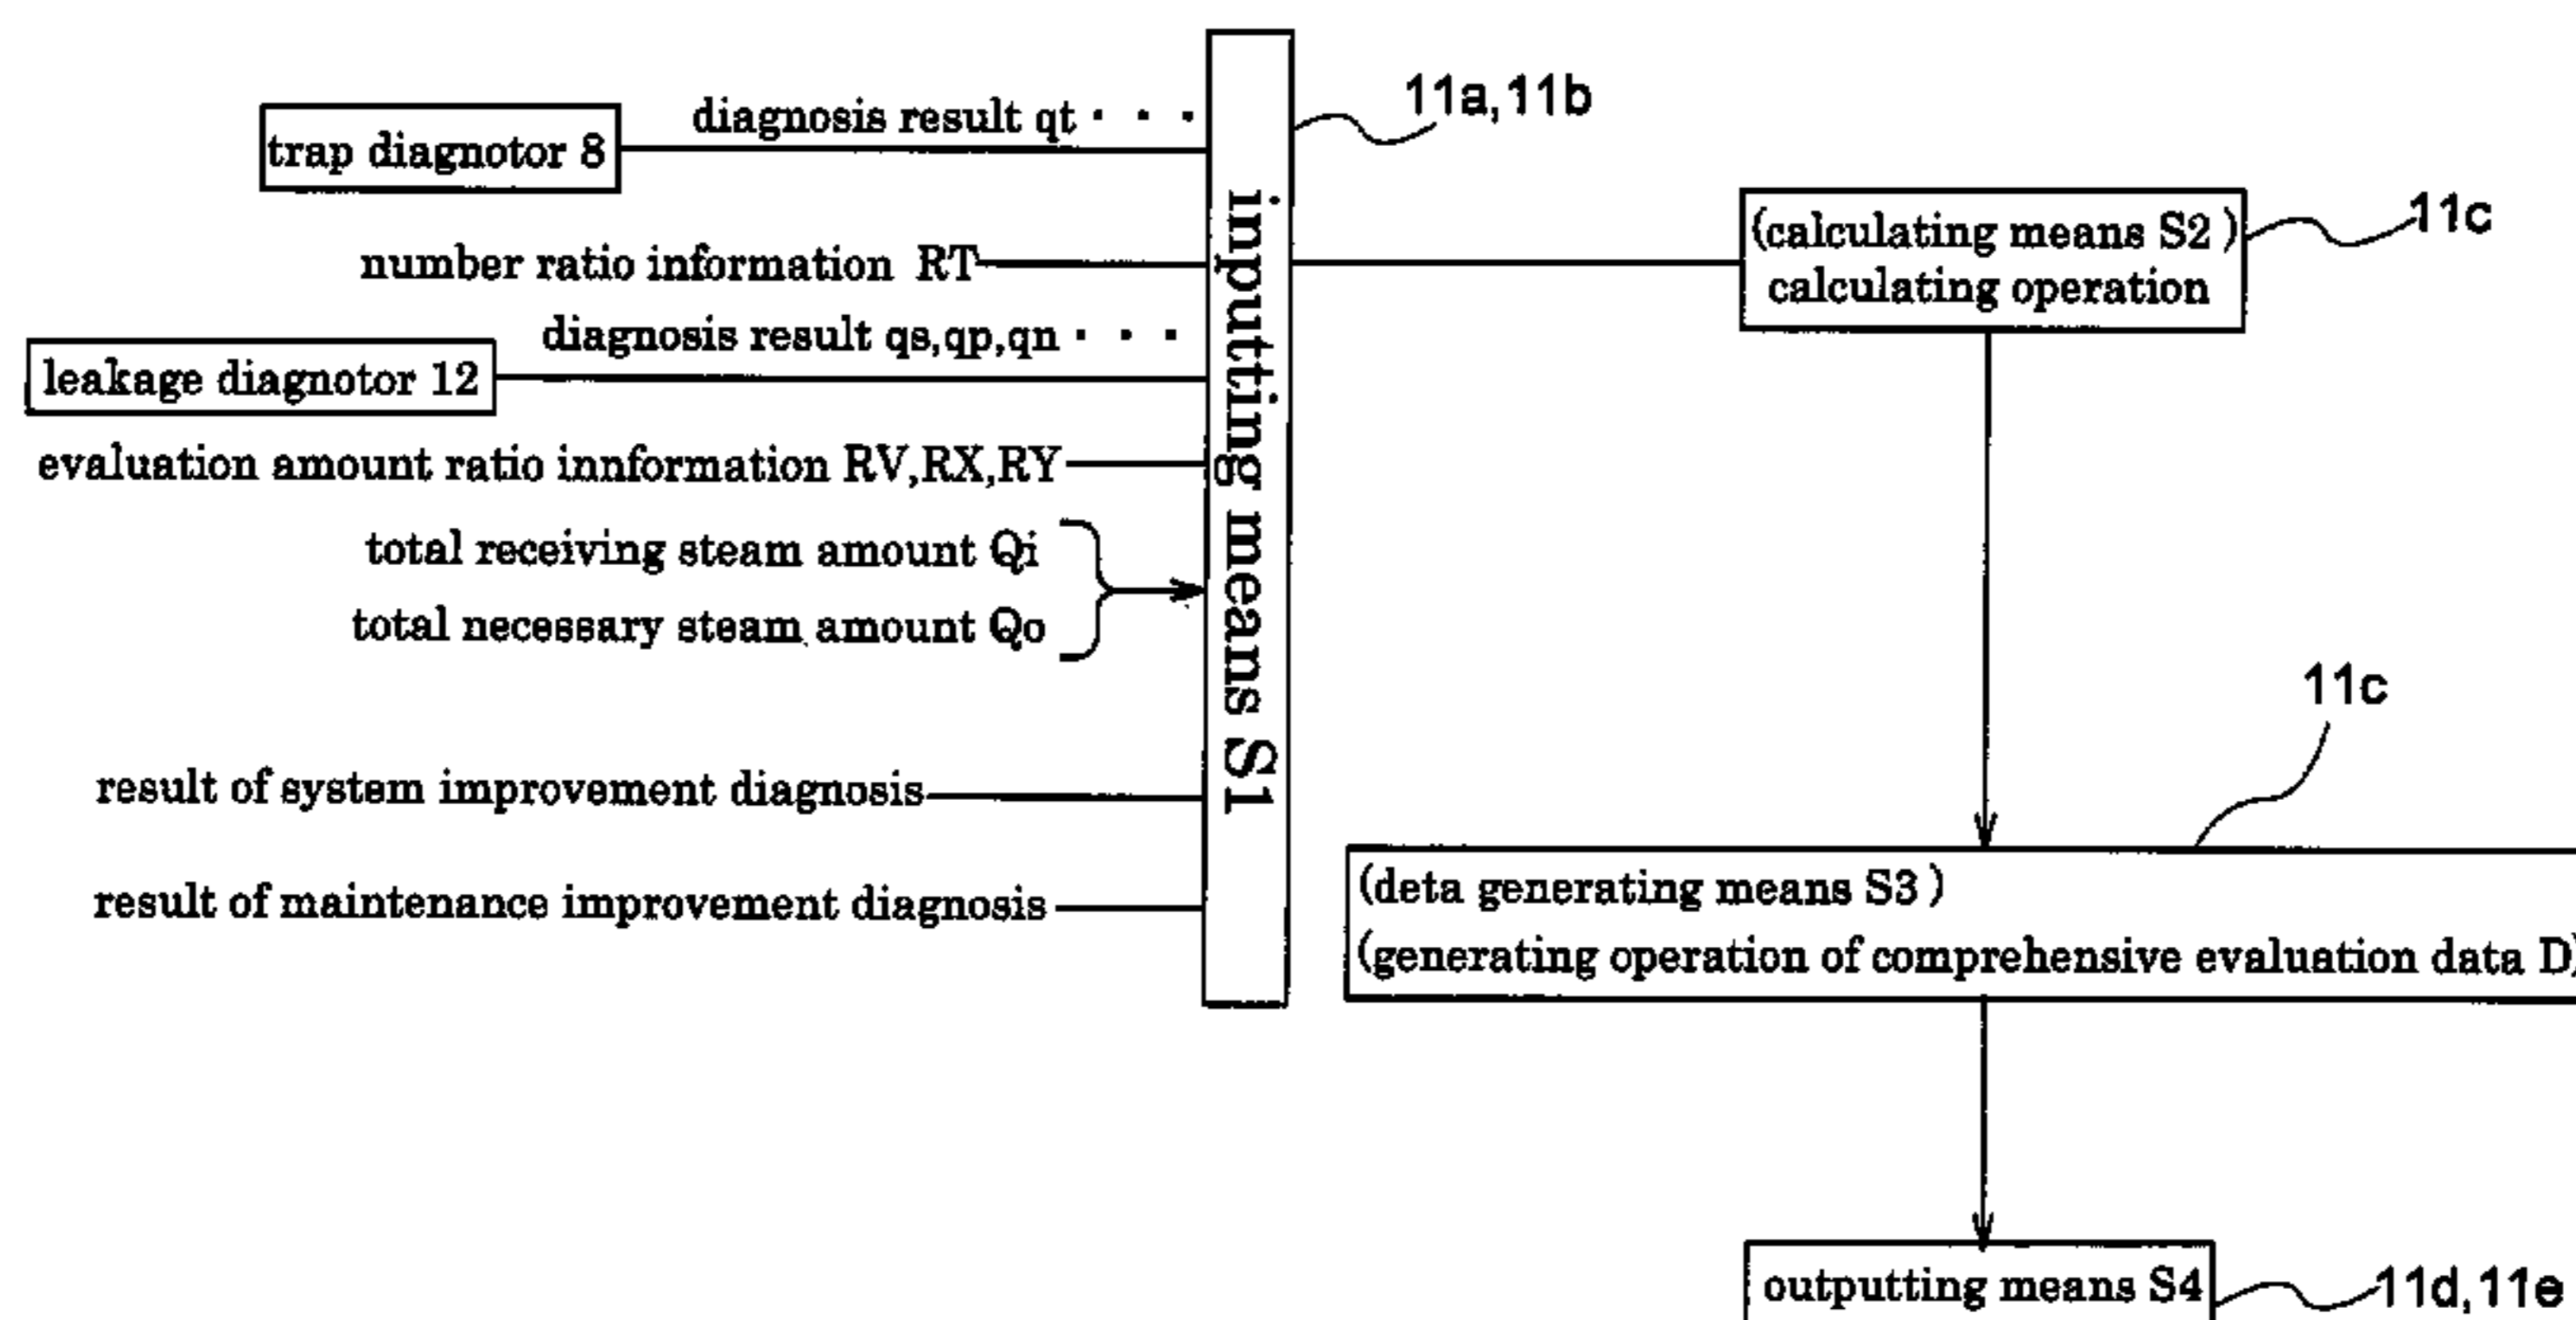 diagnosis result qt · · ·
trap diagnotor 8
number ratio information RT
diagnosis result qs,qp,qn · · ·
leakage diagnotor 12
evaluation amount ratio innformation RV,RX,RY
total receiving steam amount Qi
total necessary steam amount Qo
result of system improvement diagnosis
result of maintenance improvement diagnosis
inputting means S1
11a,11b
(calculating means S2 )
calculating operation
11c
11c
(deta generating means S3 )
(generating operation of comprehensive evaluation data D)
outputting means S4
11d,11e